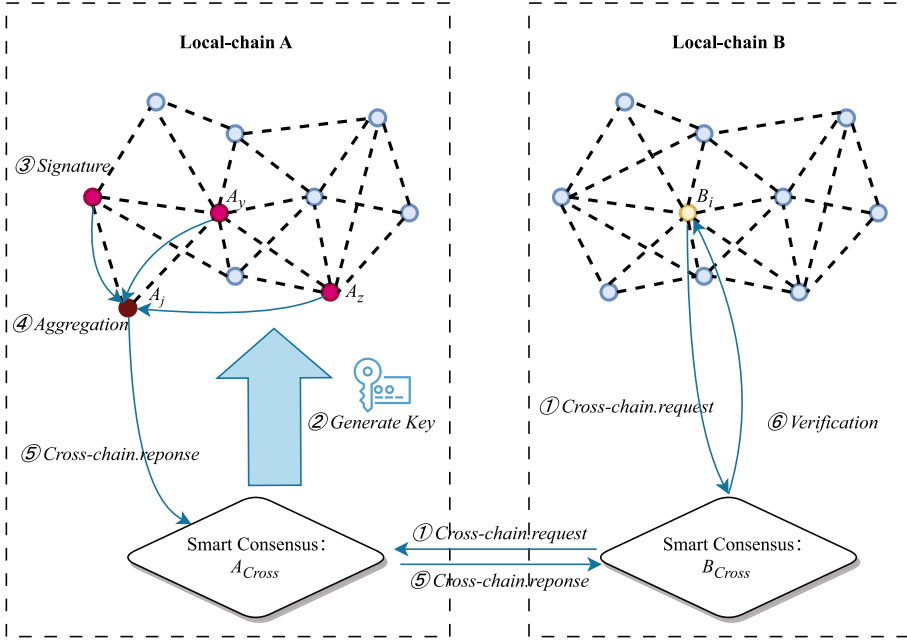 Local-chain A
Local-chain B
③ Signature
A_y
B_i
A_j
A_z
④ Aggregation
② Generate Key
① Cross-chain.request
⑥ Verification
⑤ Cross-chain.reponse
Smart Consensus:
A_Cross
① Cross-chain.request
⑤ Cross-chain.reponse
Smart Consensus:
B_Cross